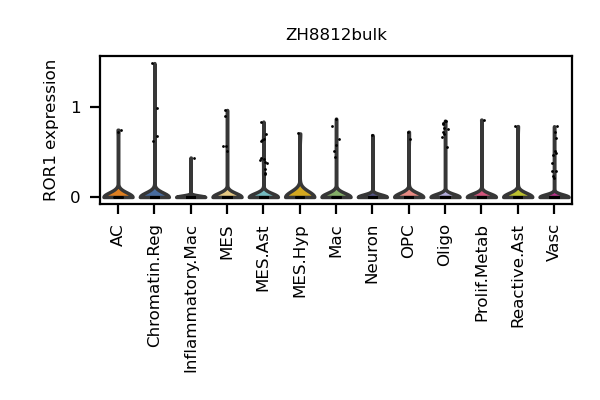 ZH8812bulk
ROR1 expression
1
0
AC
Chromatin.Reg
Inflammatory.Mac
MES
MES.Ast
MES.Hyp
Mac
Neuron
OPC
Oligo
Prolif.Metab
Reactive.Ast
Vasc